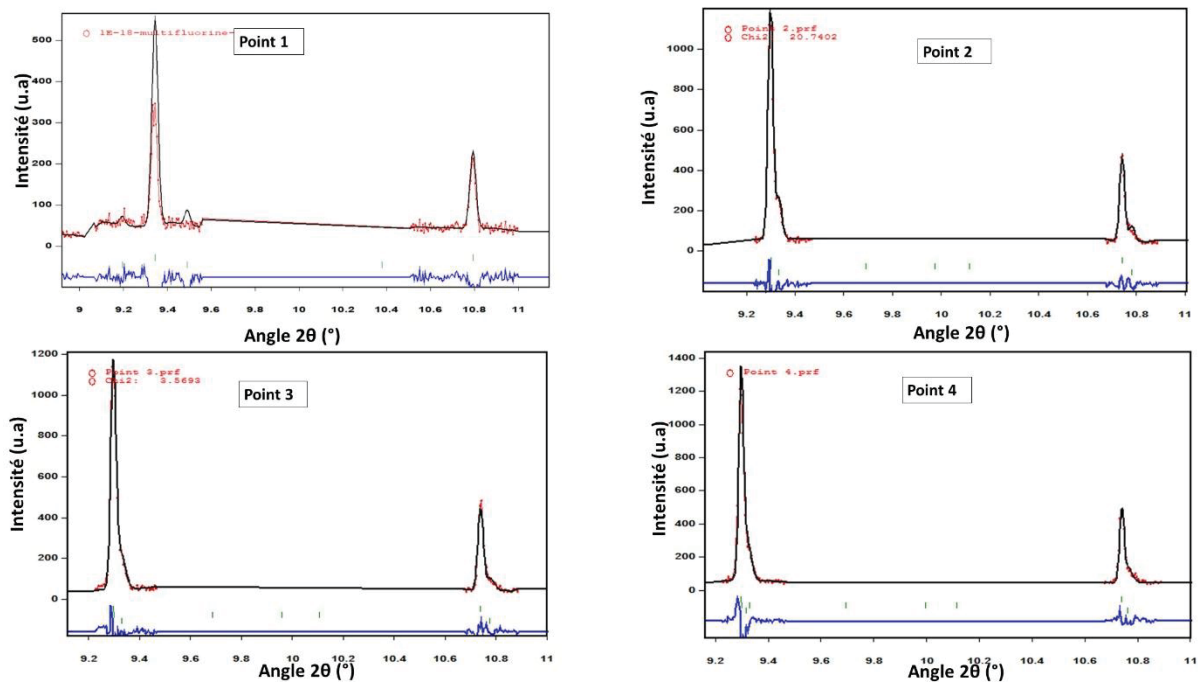 1E-18-multifluorine-
Point 1
Intensité (u.a)
500
400
300
200
100
0
9 9.2 9.4 9.6 9.8 10 10.2 10.4 10.6 10.8 11
Angle 2θ (°)
Point 2.prf
Chi2 20.7402
Point 2
Intensité (u.a)
1000
800
600
400
200
0
9.2 9.4 9.6 9.8 10 10.2 10.4 10.6 10.8 11
Angle 2θ (°)
Point 3.prf
Chi2: 3.5693
Point 3
Intensité (u.a)
1200
1000
800
600
400
200
0
9.2 9.4 9.6 9.8 10 10.2 10.4 10.6 10.8 11
Angle 2θ (°)
Point 4.prf
Point 4
Intensité (u.a)
1400
1200
1000
800
600
400
200
0
9.2 9.4 9.6 9.8 10 10.2 10.4 10.6 10.8 11
Angle 2θ (°)